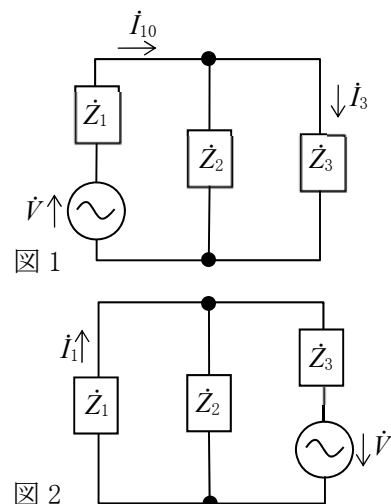 İ₁₀
İ₃
Ż₁
Ż₂
Ż₃
V̇
図 1
İ₁
Ż₃
Ż₁
Ż₂
V̇
図 2